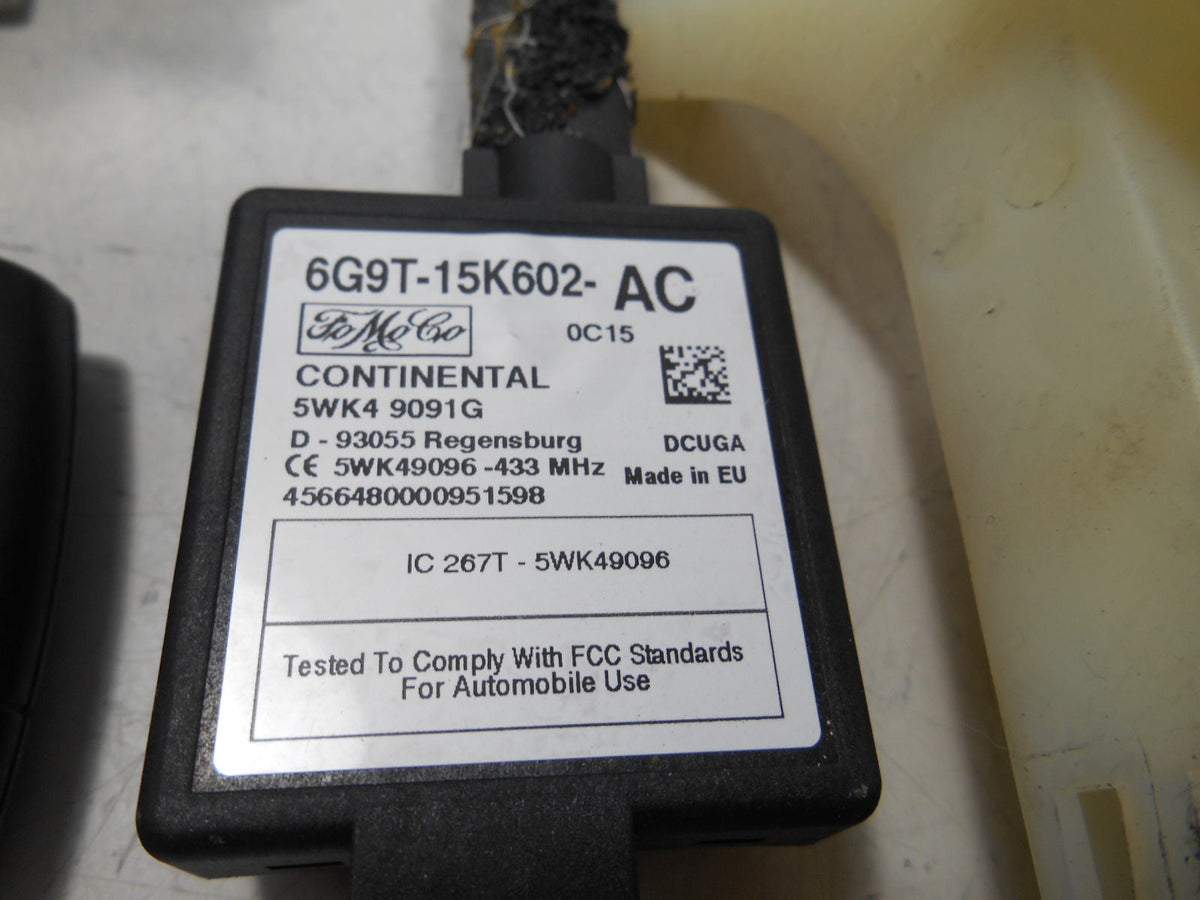 6G9T-15K602- AC
FoMoCo
0C15
CONTINENTAL
5WK4 9091G
D - 93055 Regensburg
DCUGA
CE 5WK49096 -433 MHz
Made in EU
4566480000951598
IC 267T - 5WK49096
Tested To Comply With FCC Standards
For Automobile Use